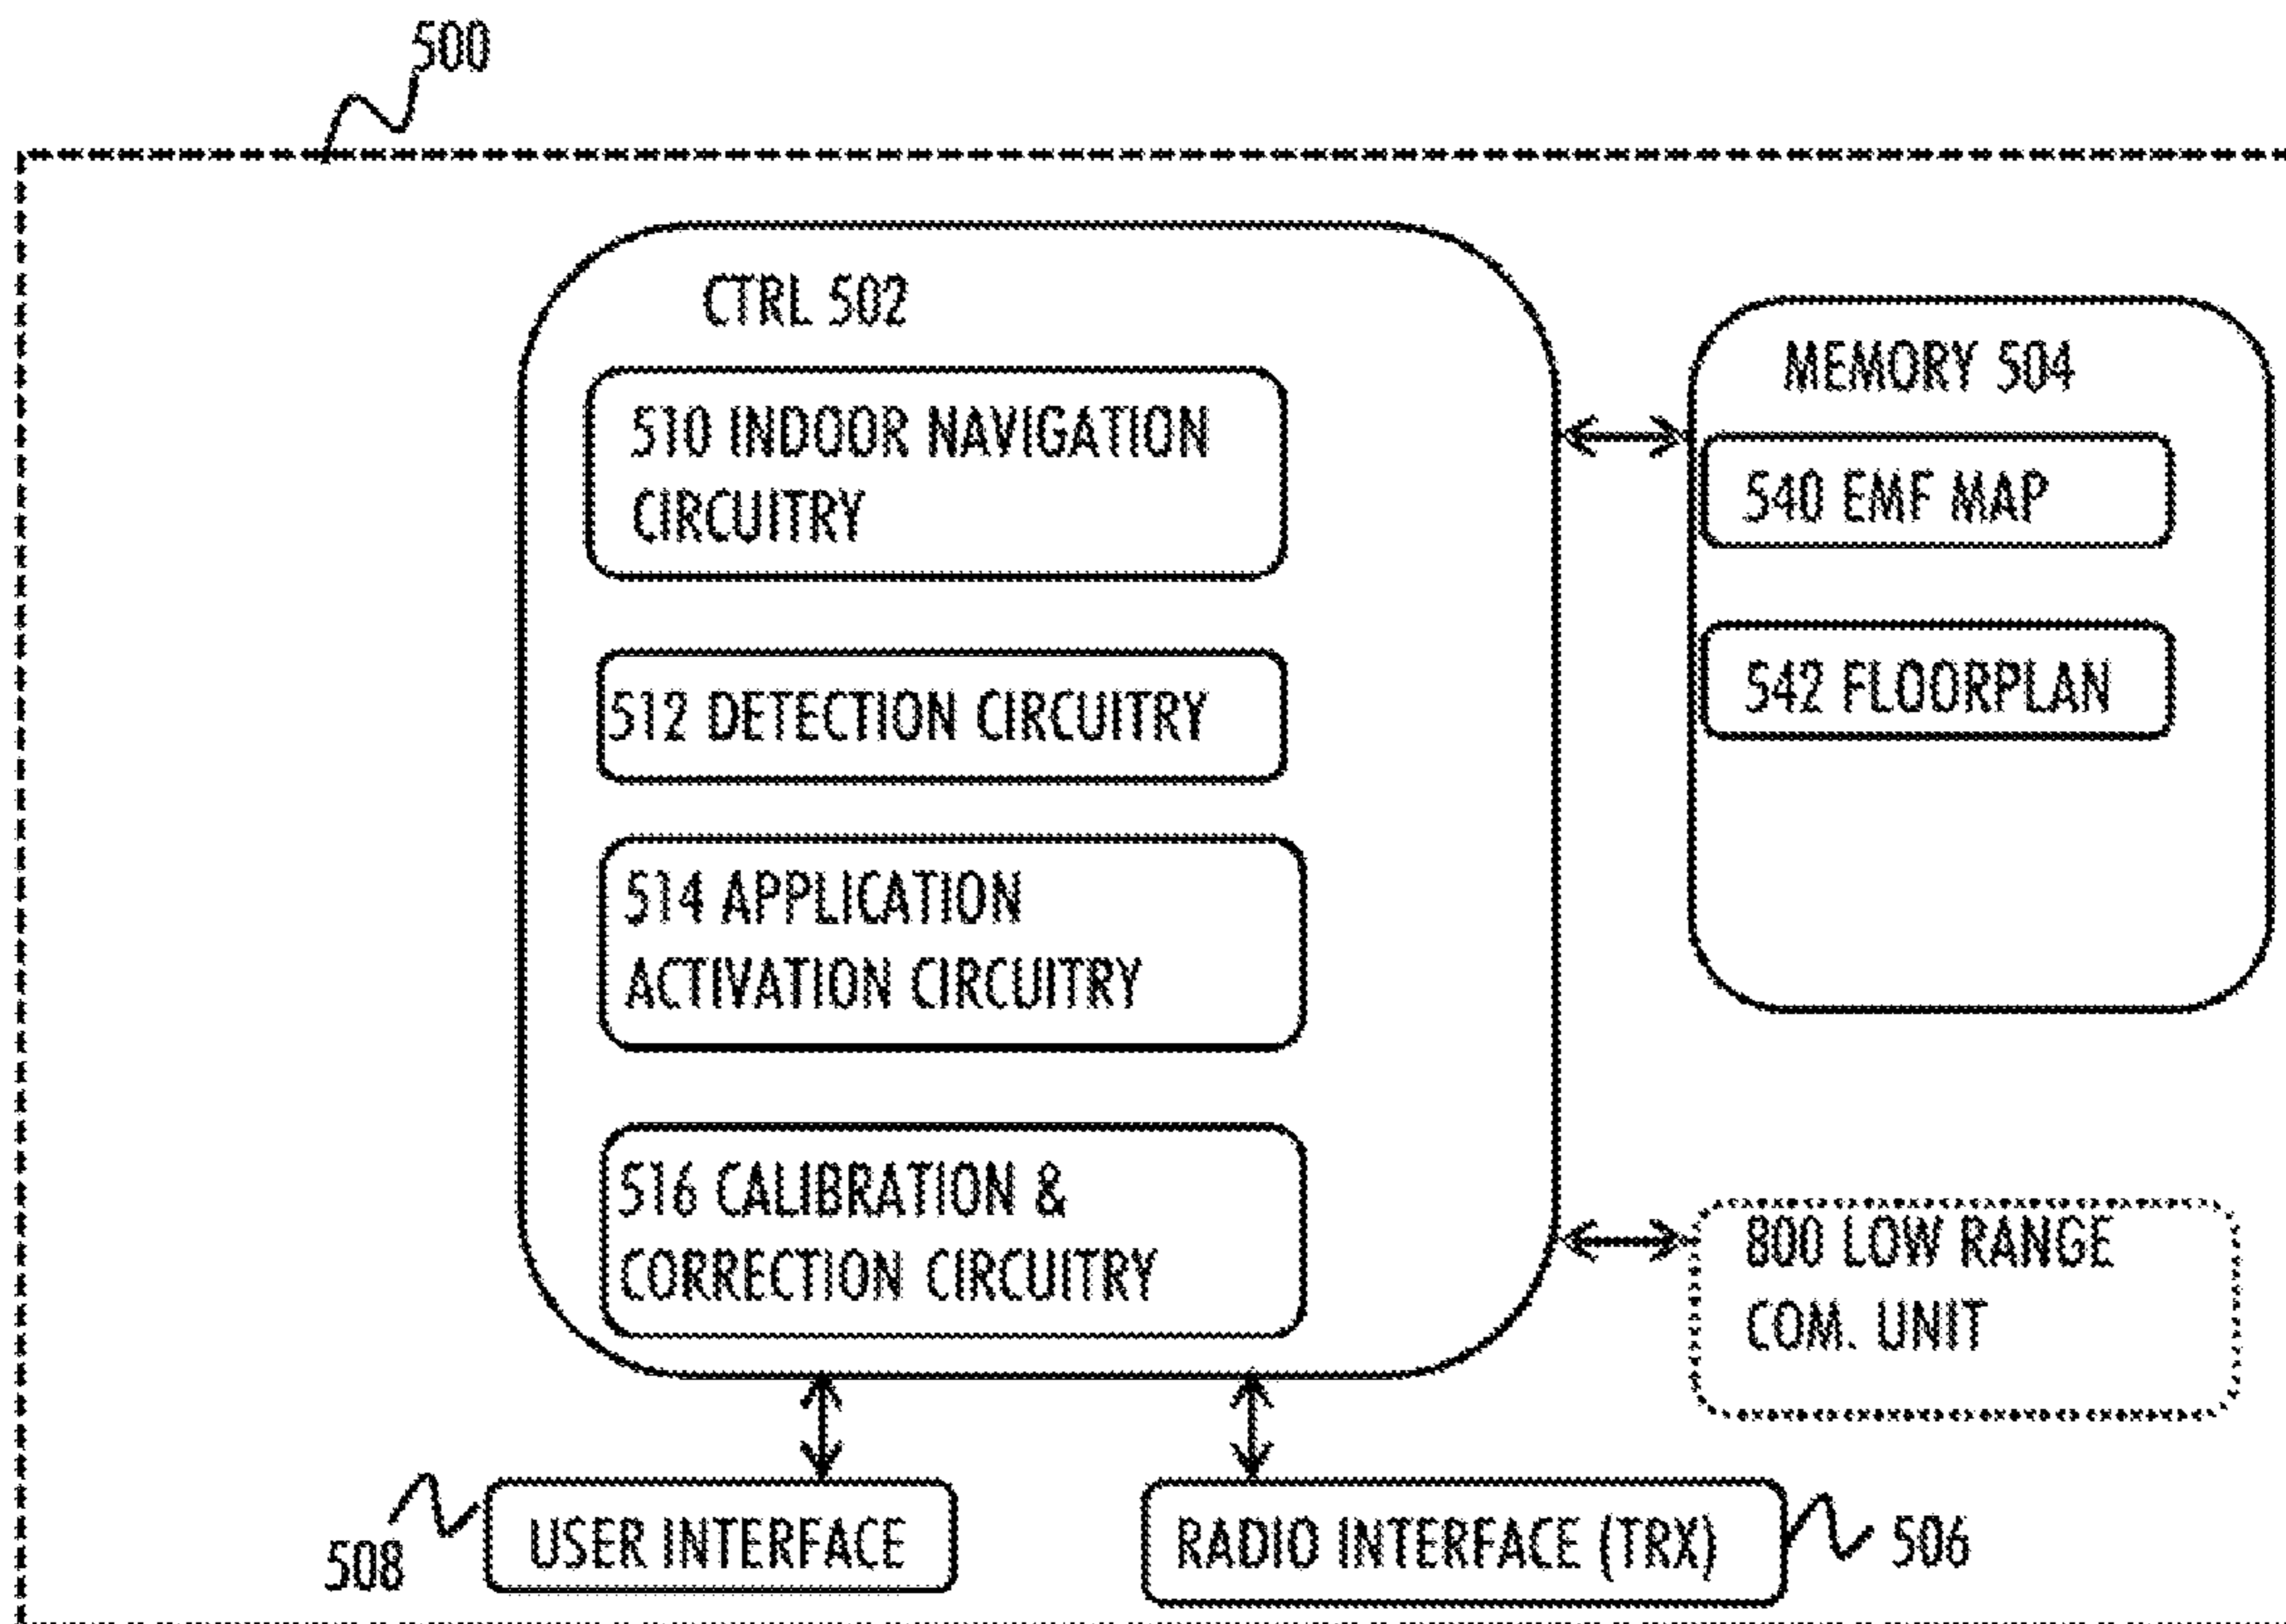 500
CTRL 502
510 INDOOR NAVIGATION
CIRCUITRY
512 DETECTION CIRCUITRY
514 APPLICATION
ACTIVATION CIRCUITRY
516 CALIBRATION &
CORRECTION CIRCUITRY
MEMORY 504
540 EMF MAP
542 FLOORPLAN
800 LOW RANGE
COM. UNIT
508
USER INTERFACE
RADIO INTERFACE (TRX)
506